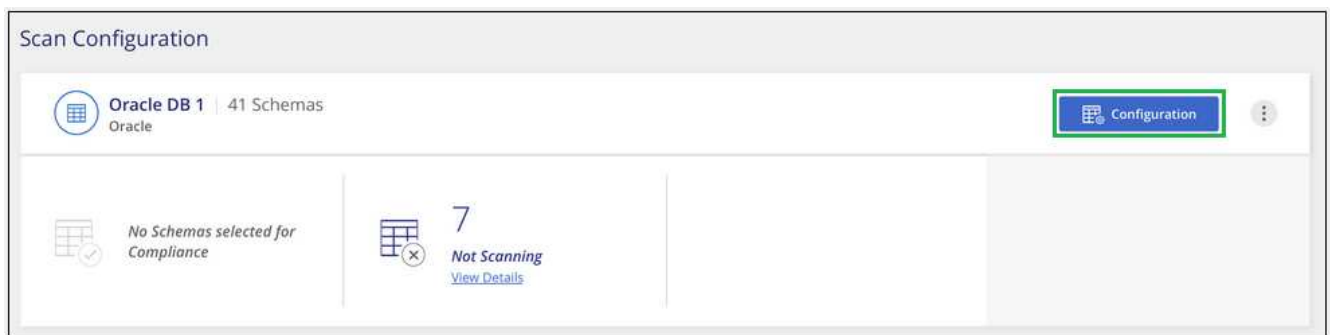 Scan Configuration
Oracle DB 1 | 41 Schemas
Oracle
Configuration
No Schemas selected for
Compliance
7
Not Scanning
View Details